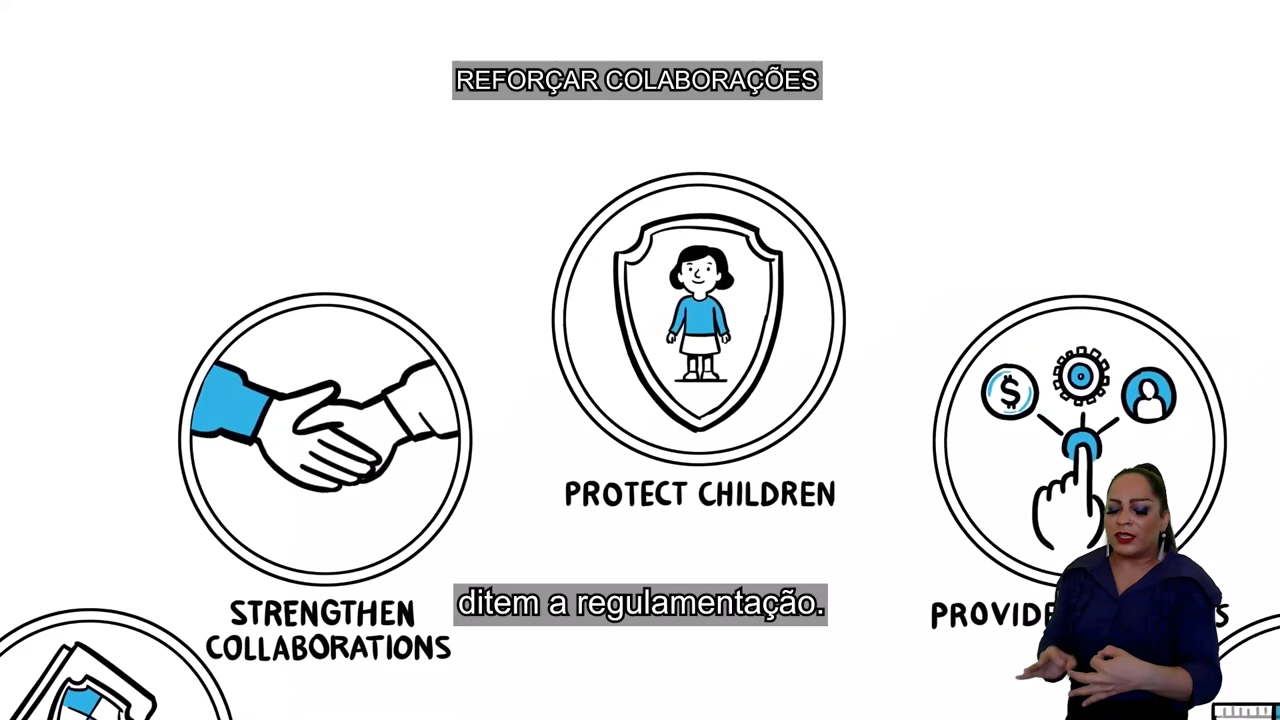 REFORÇAR COLABORAÇÕES
$
PROTECT CHILDREN
STRENGTHEN
COLLABORATIONS
ditem a regulamentação.
PROVIDE